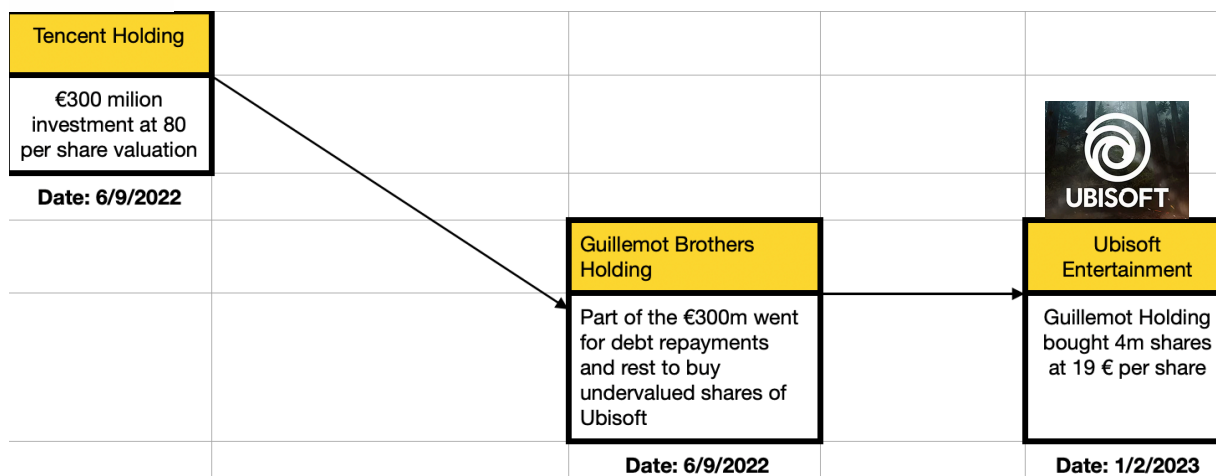 Tencent Holding
€300 milion
investment at 80
per share valuation
Date: 6/9/2022
Guillemot Brothers
Holding
Part of the €300m went
for debt repayments
and rest to buy
undervalued shares of
Ubisoft
Date: 6/9/2022
UBISOFT
Ubisoft
Entertainment
Guillemot Holding
bought 4m shares
at 19 € per share
Date: 1/2/2023